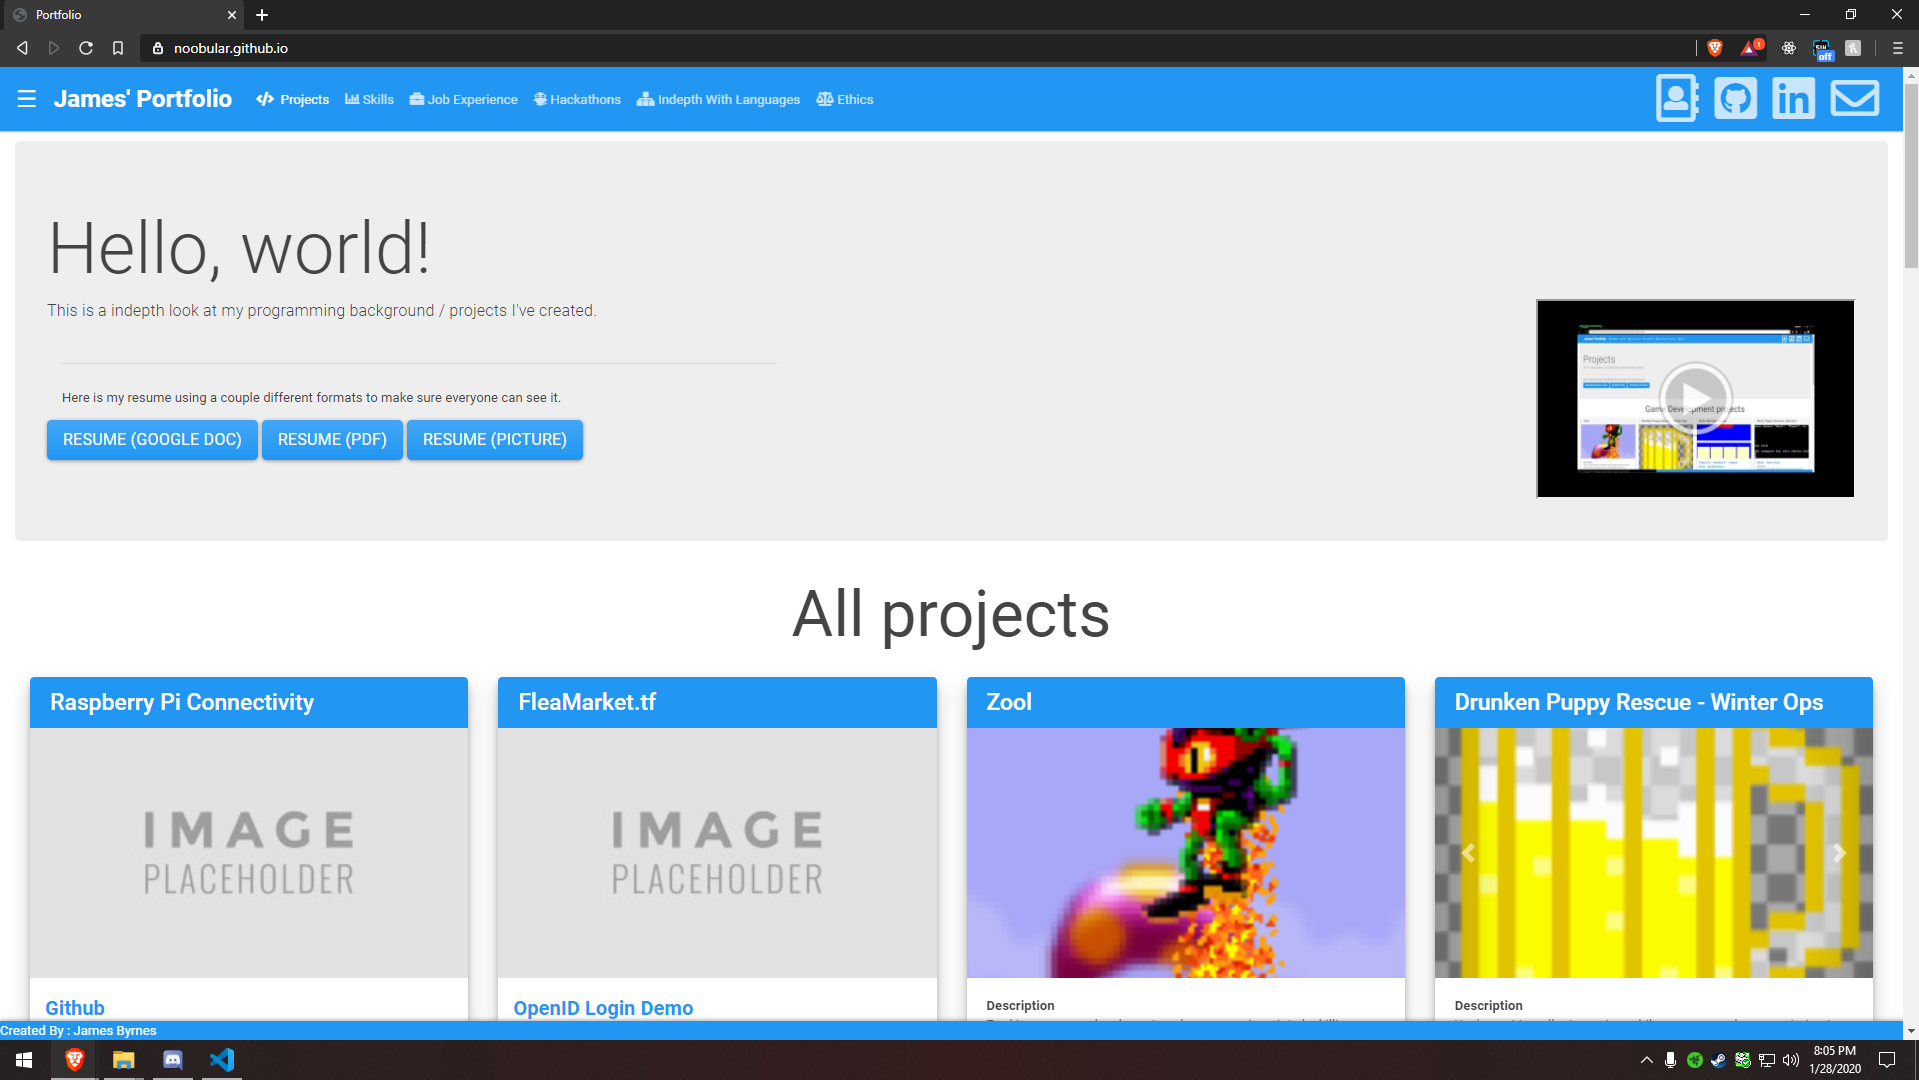 Portfolio
noobular.github.io
1
off
James' Portfolio
Projects
Skills
Job Experience
Hackathons
Indepth With Languages
Ethics
Hello, world!
This is a indepth look at my programming background / projects I've created.
Here is my resume using a couple different formats to make sure everyone can see it.
RESUME (GOOGLE DOC)
RESUME (PDF)
RESUME (PICTURE)
Projects
Game Development projects
All projects
Raspberry Pi Connectivity
FleaMarket.tf
Zool
Drunken Puppy Rescue - Winter Ops
IMAGE
PLACEHOLDER
IMAGE
PLACEHOLDER
Github
OpenID Login Demo
Description
Description
Created By : James Byrnes
8:05 PM
1/28/2020